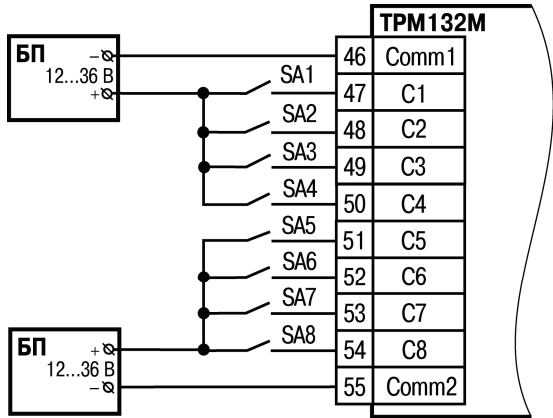 ТРМ132М
БП
12...36 В
–
+
46 Comm1
SA1
47 C1
SA2
48 C2
SA3
49 C3
SA4
50 C4
SA5
51 C5
SA6
52 C6
SA7
53 C7
SA8
54 C8
БП
12...36 В
+
–
55 Comm2